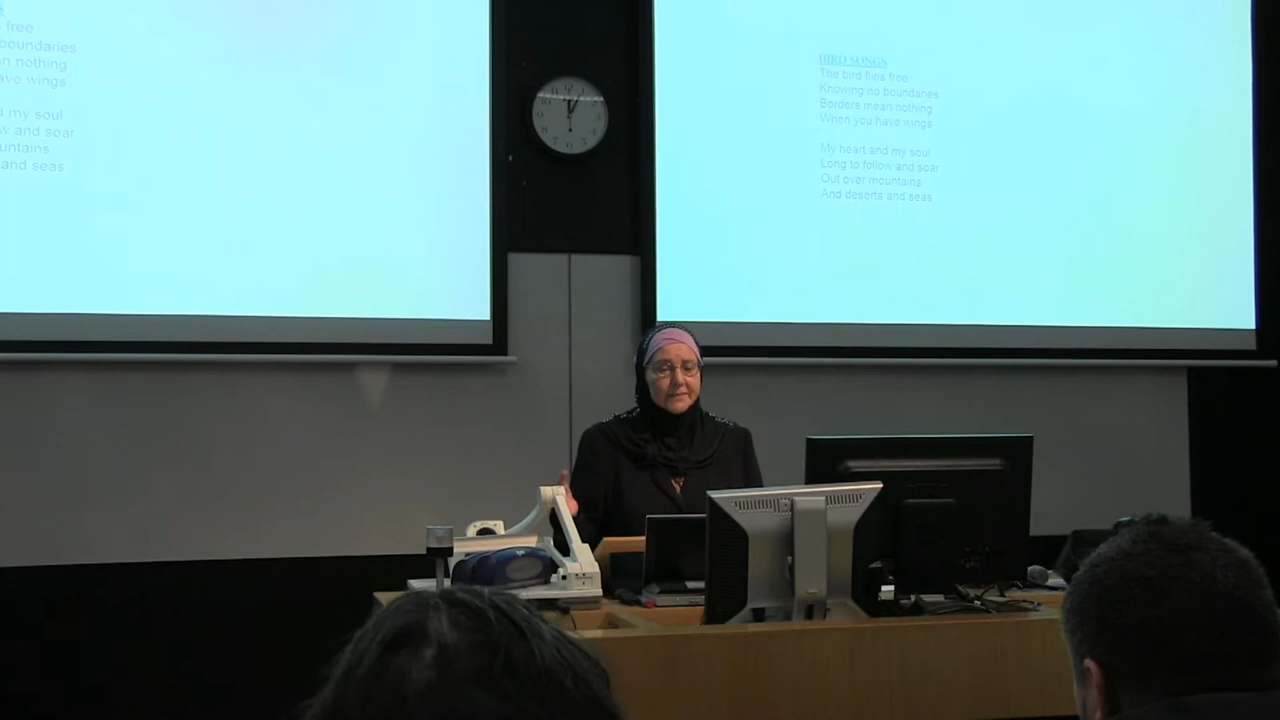 free
boundaries
nothing
have wings
my soul
and soar
and seas
BIRD SONGS
The bird flies free
Knowing no boundaries
Borders mean nothing
When you have wings
My heart and my soul
Long to follow and soar
Out over mountains
And deserts and seas